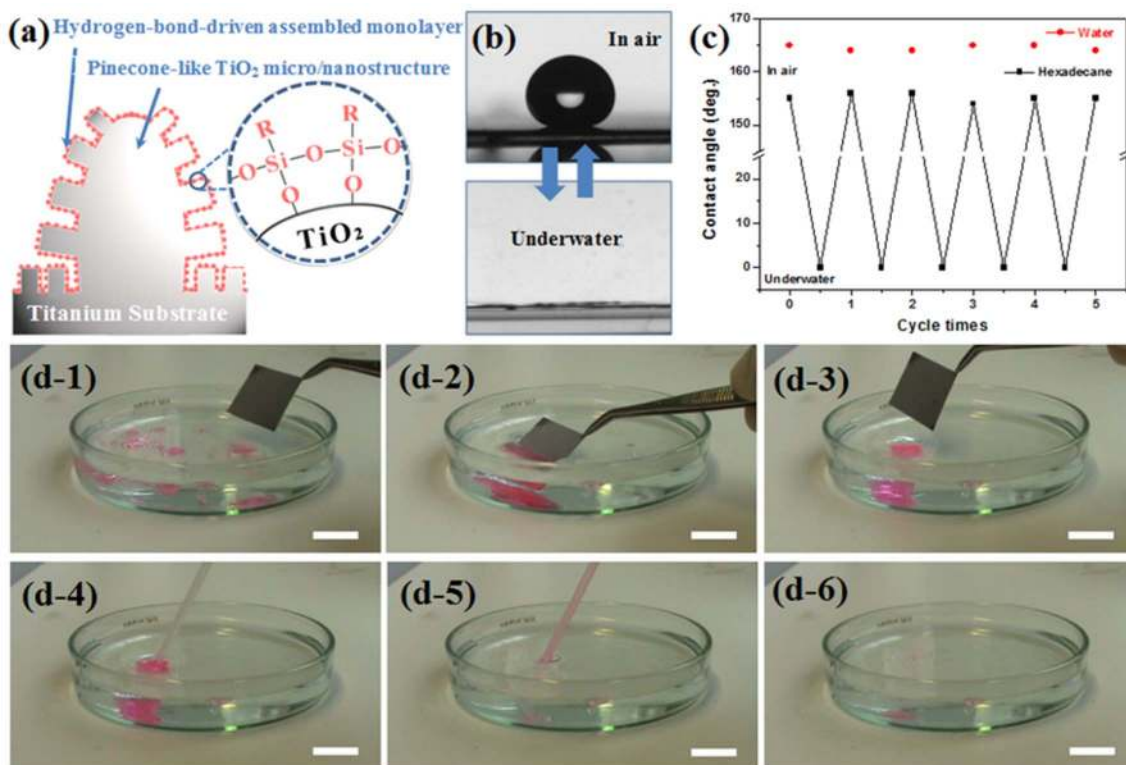 (a)
Hydrogen-bond-driven assembled monolayer
Pinecone-like TiO₂ micro/nanostructure
R R
O Si O Si O
O O
TiO₂
Titanium Substrate
(b)
In air
Underwater
(c)
170
160
150
20
10
0
Contact angle (deg.)
Water
Hexadecane
In air
Underwater
0 1 2 3 4 5
Cycle times
(d-1)
(d-2)
(d-3)
(d-4)
(d-5)
(d-6)